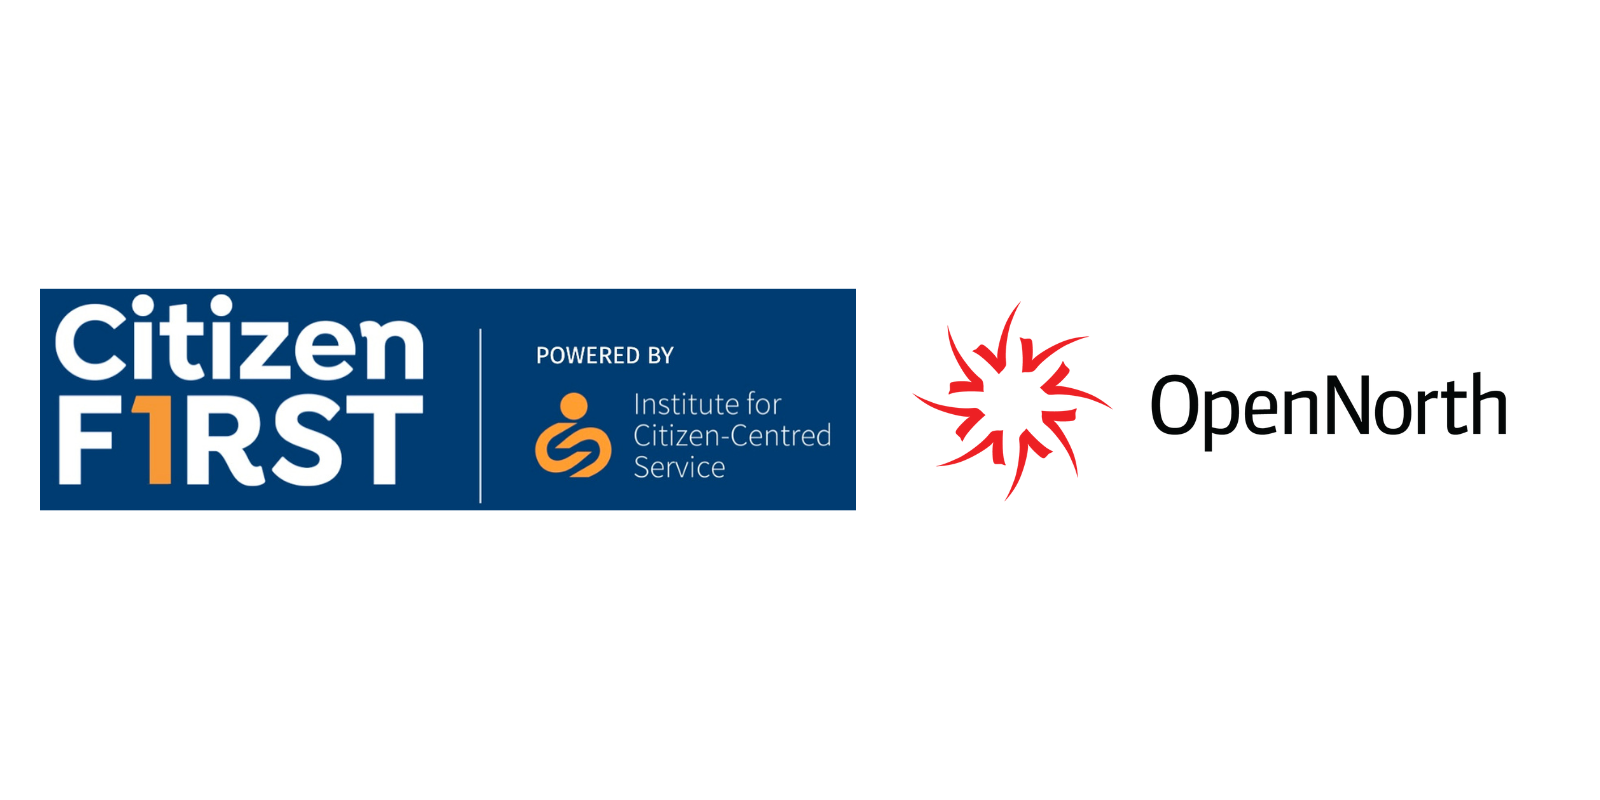 Citizen
F1RST
POWERED BY
Institute for
Citizen-Centred
Service
OpenNorth